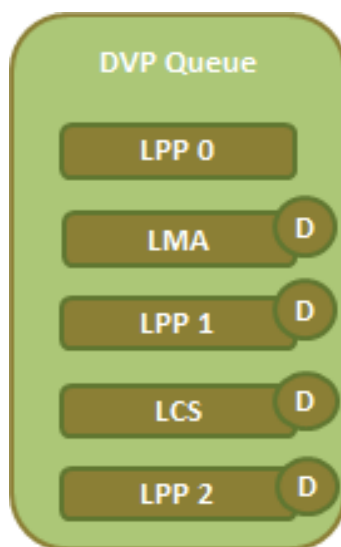 DVP Queue
LPP 0
LMA D
LPP 1 D
LCS D
LPP 2 D